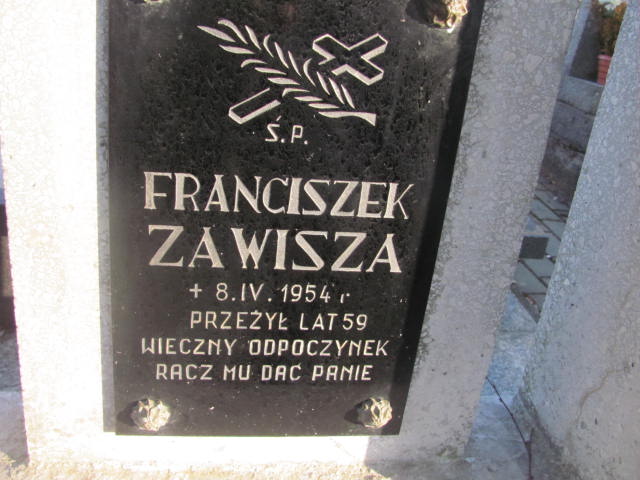 Ś.P.
FRANCISZEK
ZAWISZA
+ 8.IV.1954 r
PRZEŻYŁ LAT 59
WIECZNY ODPOCZYNEK
RACZ MU DAĆ PANIE